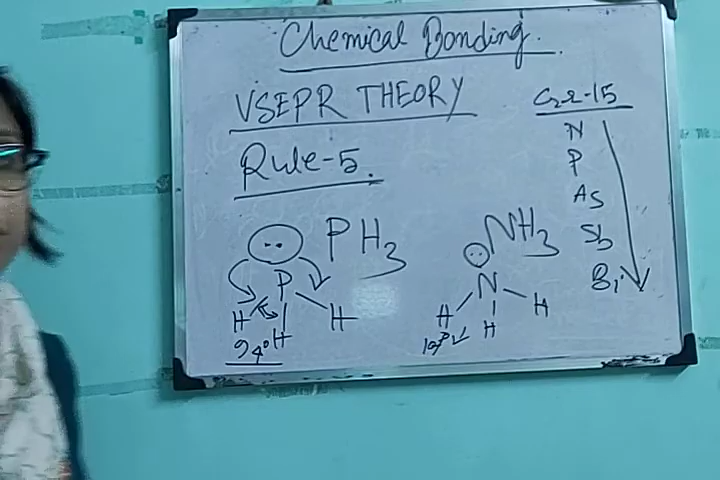 Chemical Bonding.
VSEPR THEORY
Rule-5.
PH3
P
H H H
94°
NH3
N
H H H
107°
Gr-15
N
P
As
Sb
Bi